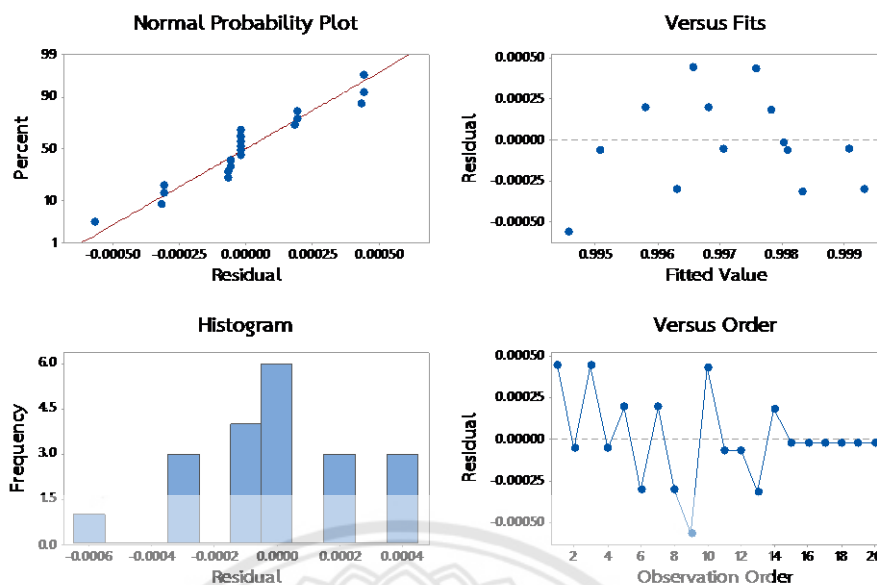 Normal Probability Plot
99
90
50
10
1
Percent
-0.00050 -0.00025 0.00000 0.00025 0.00050
Residual
Versus Fits
0.00050
0.00025
0.00000
-0.00025
-0.00050
Residual
0.995 0.996 0.997 0.998 0.999
Fitted Value
Histogram
6.0
4.5
3.0
1.5
0.0
Frequency
-0.0006 -0.0004 -0.0002 0.0000 0.0002 0.0004
Residual
Versus Order
0.00050
0.00025
0.00000
-0.00025
-0.00050
Residual
2 4 6 8 10 12 14 16 18 20
Observation Order